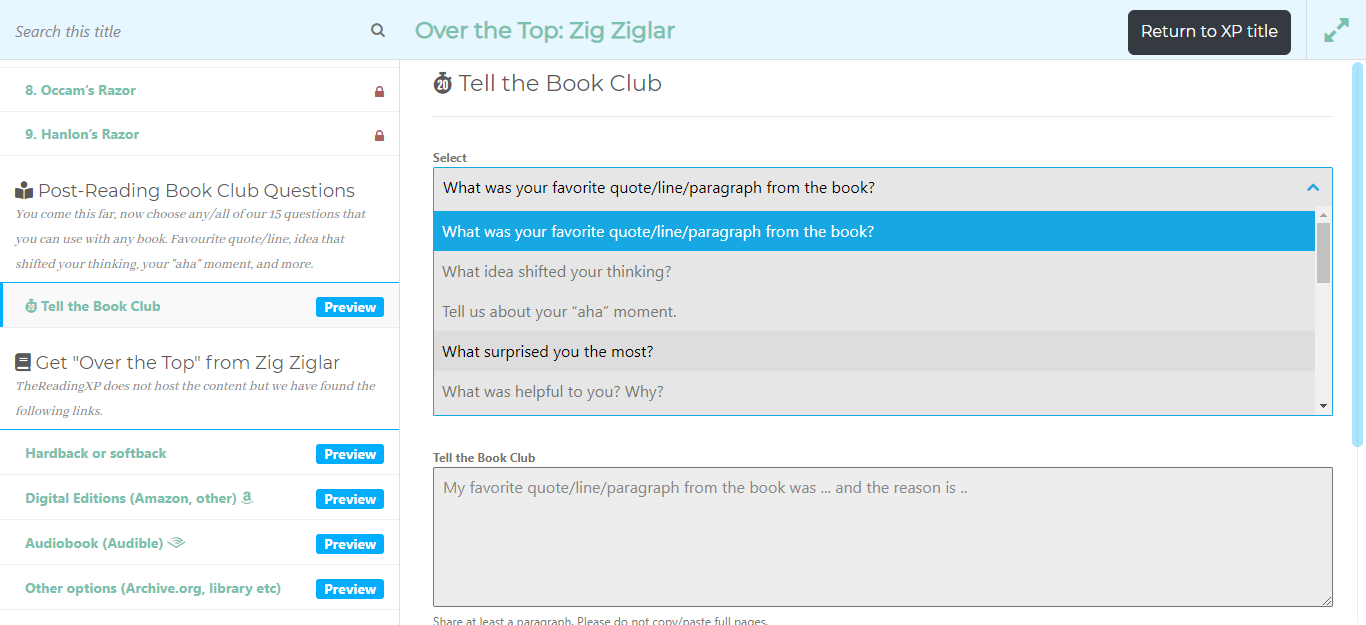 Search this title
Over the Top: Zig Ziglar
Return to XP title
8. Occam's Razor
9. Hanlon's Razor
Post-Reading Book Club Questions
You come this far, now choose any/all of our 15 questions that
you can use with any book. Favourite quote/line, idea that
shifted your thinking, your "aha" moment, and more.
20 Tell the Book Club
Preview
Get "Over the Top" from Zig Ziglar
TheReadingXP does not host the content but we have found the
following links.
Hardback or softback
Preview
Digital Editions (Amazon, other) a
Preview
Audiobook (Audible)
Preview
Other options (Archive.org, library etc)
Preview
20 Tell the Book Club
Select
What was your favorite quote/line/paragraph from the book?
What was your favorite quote/line/paragraph from the book?
What idea shifted your thinking?
Tell us about your “aha” moment.
What surprised you the most?
What was helpful to you? Why?
Tell the Book Club
My favorite quote/line/paragraph from the book was ... and the reason is ..
Share at least a paragraph. Please do not copy/paste full pages.